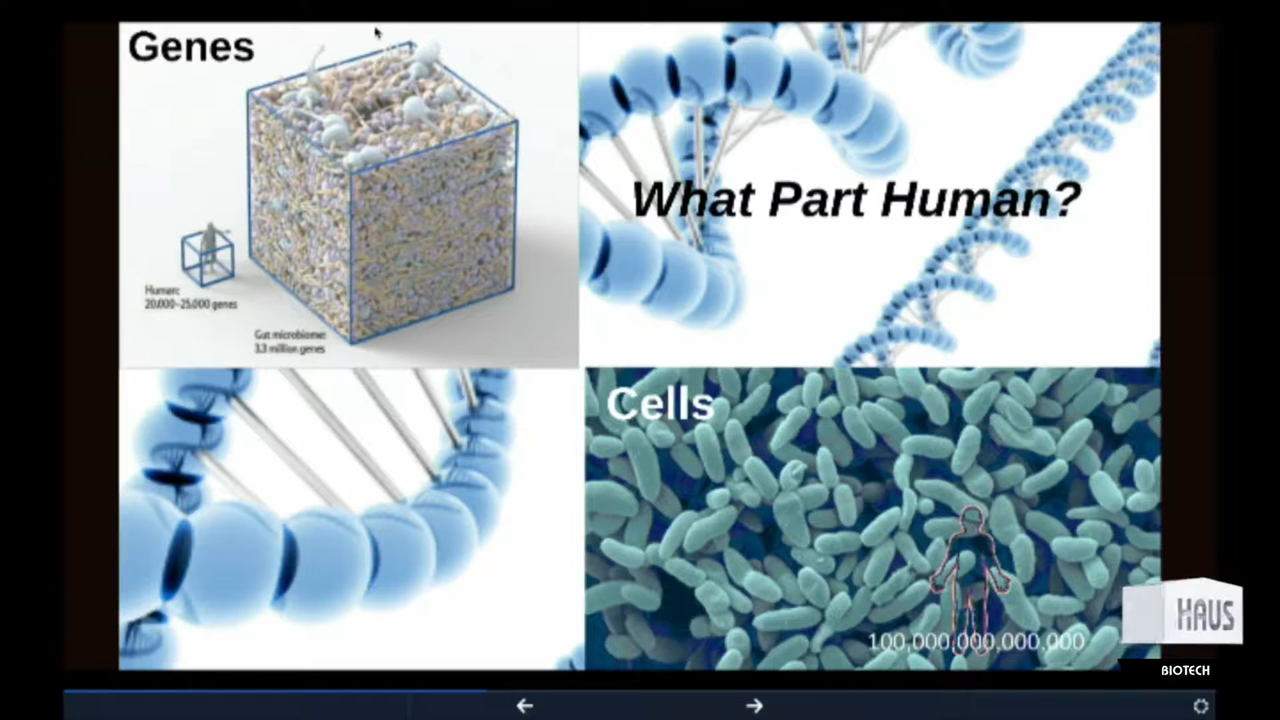 Genes
What Part Human?
Human:
20,000–25,000 genes
Gut microbiome:
3.3 million genes
Cells
100,000,000,000,000
HAUS
BIOTECH